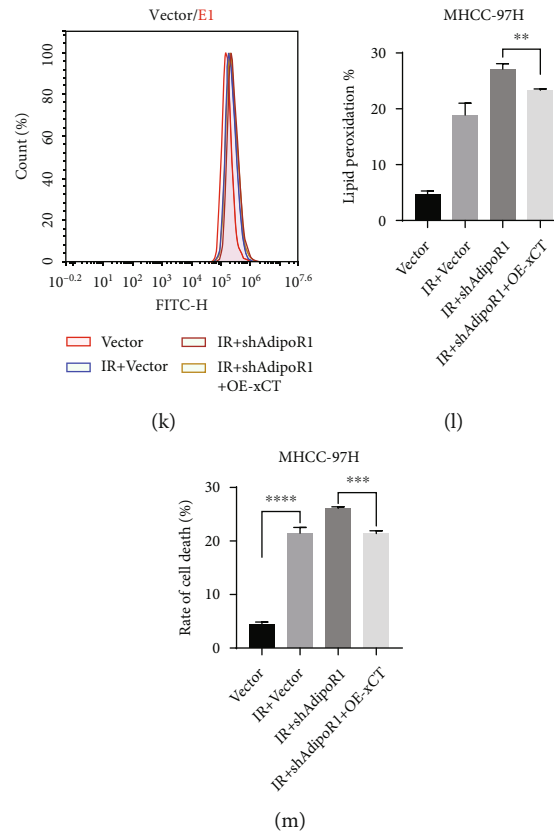 Vector/E1
Count (%)
100
80
60
40
20
0
10^−0.2 10^1 10^2 10^3 10^4 10^5 10^6 10^7.6
FITC-H
Vector
IR+shAdipoR1
IR+Vector
IR+shAdipoR1
+OE-xCT
(k)
MHCC-97H
**
Lipid peroxidation %
30
20
10
0
Vector
IR+Vector
IR+shAdipoR1
IR+shAdipoR1+OE-xCT
(l)
MHCC-97H
****
***
Rate of cell death (%)
30
20
10
0
Vector
IR+Vector
IR+shAdipoR1
IR+shAdipoR1+OE-xCT
(m)